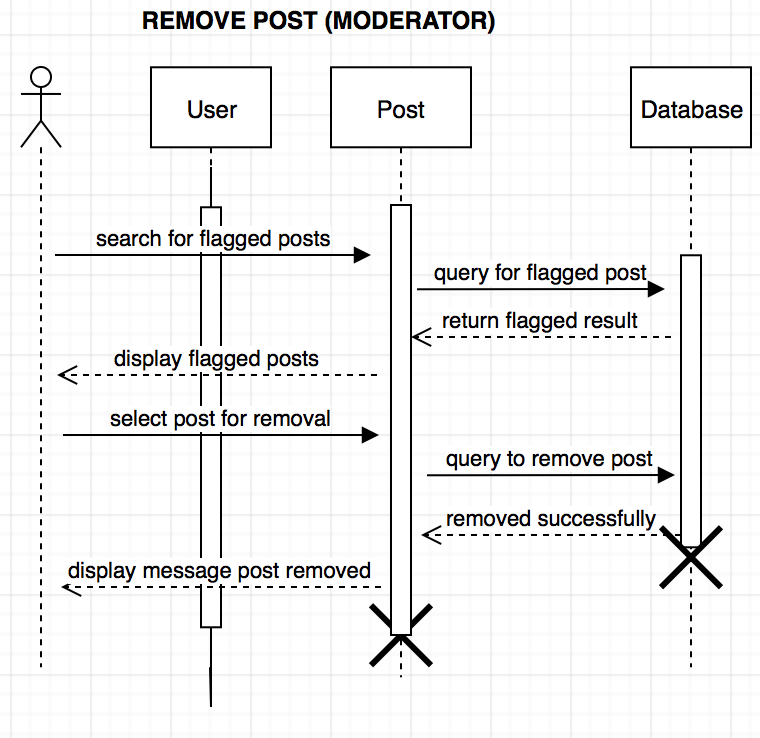 REMOVE POST (MODERATOR)
User
Post
Database
search for flagged posts
query for flagged post
return flagged result
display flagged posts
select post for removal
query to remove post
removed successfully
display message post removed